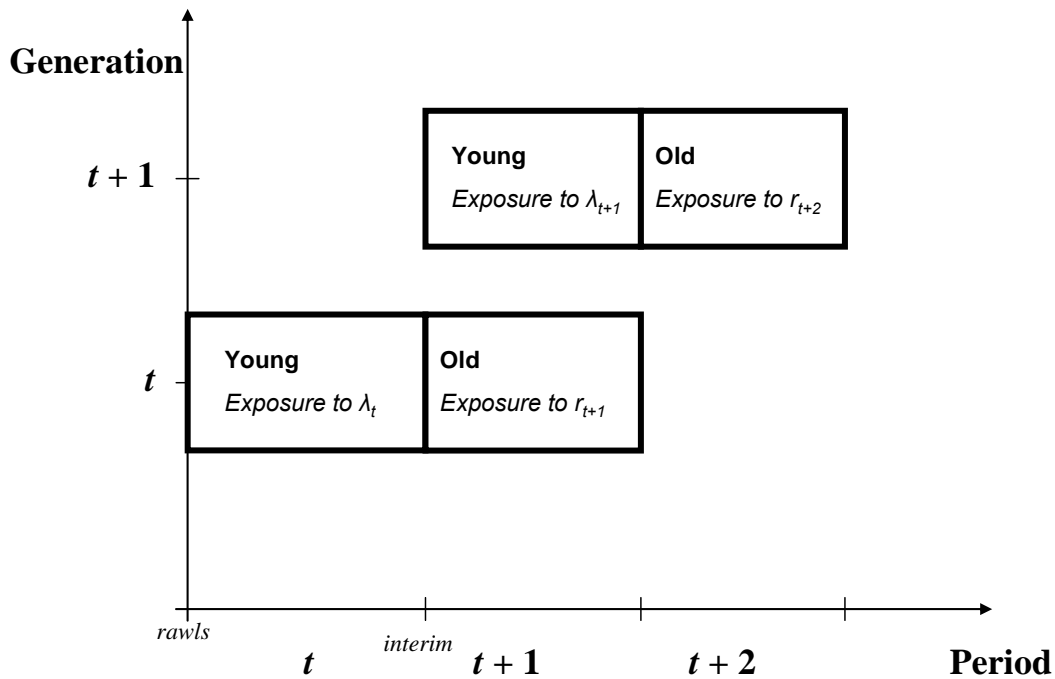 Generation
Young Old
t + 1
Exposure to λt+1 Exposure to rt+2
Young Old
t
Exposure to λt Exposure to rt+1
rawls interim
t t + 1 t + 2 Period